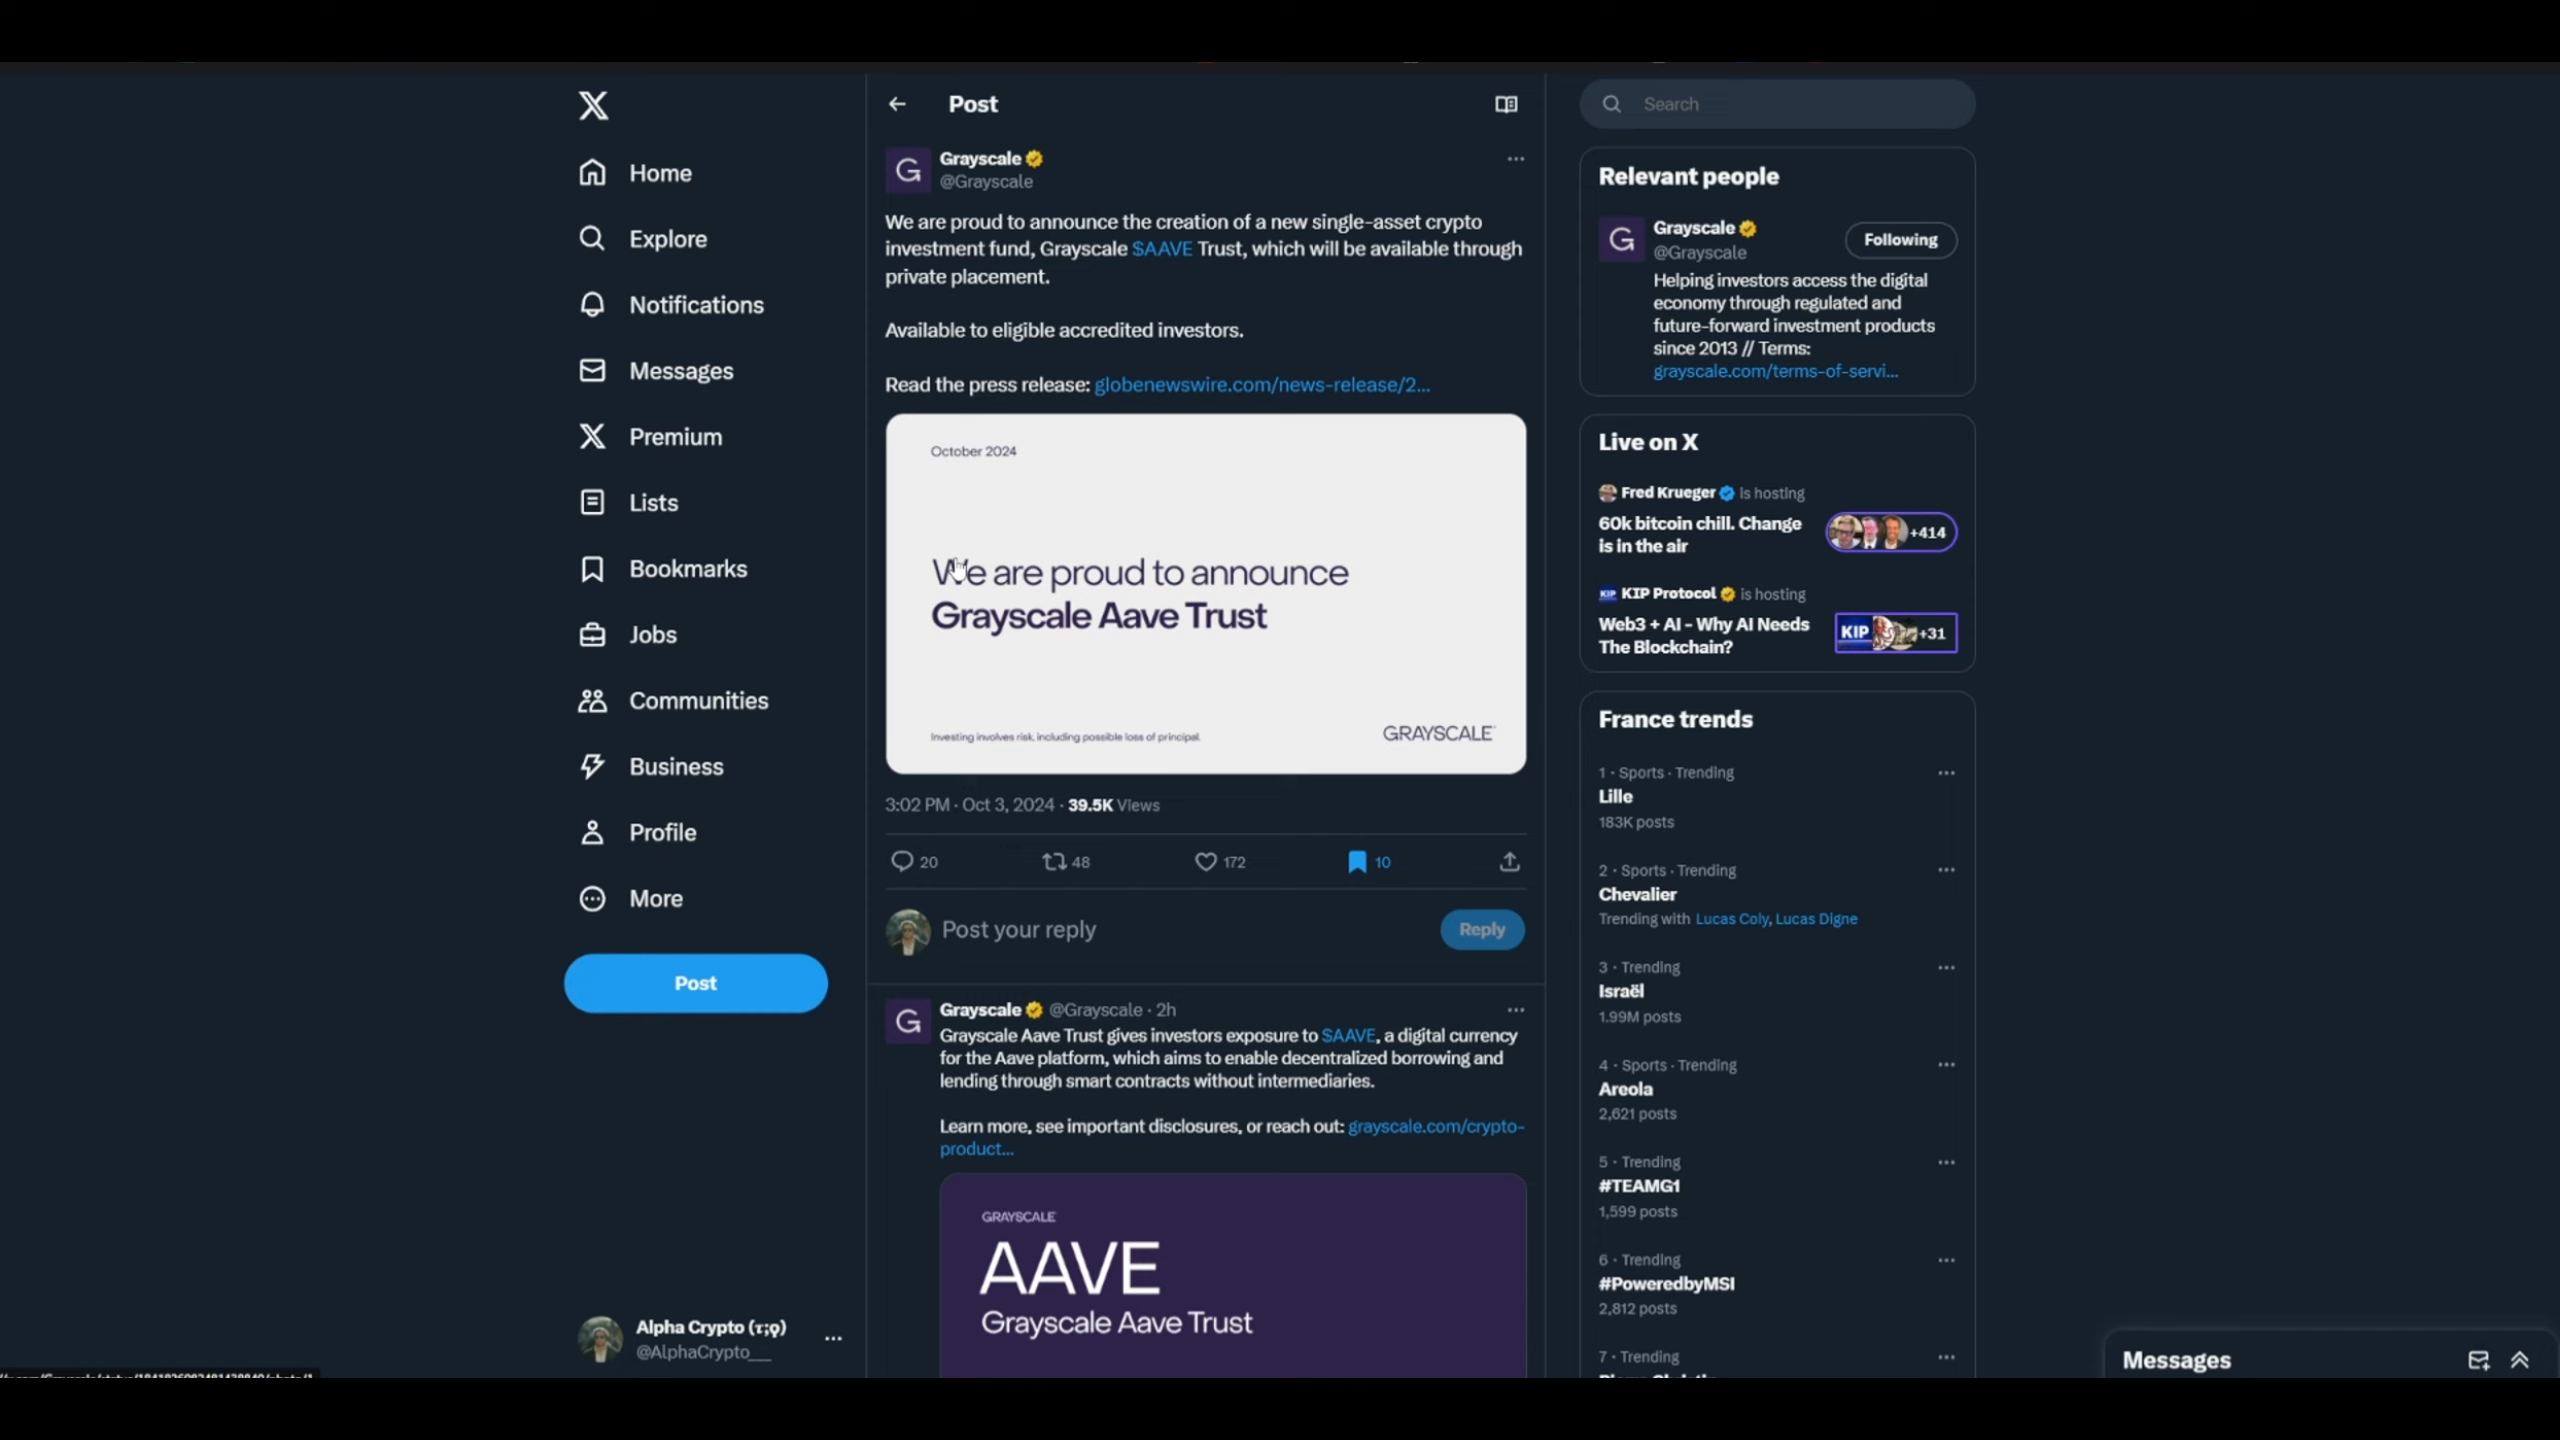 Home
Explore
Notifications
Messages
Premium
Lists
Bookmarks
Jobs
Communities
Business
Profile
More
Post
Alpha Crypto (τ;ϙ)
@AlphaCrypto___
Post
Grayscale
@Grayscale
We are proud to announce the creation of a new single-asset crypto
investment fund, Grayscale $AAVE Trust, which will be available through
private placement.
Available to eligible accredited investors.
Read the press release: globenewswire.com/news-release/2...
October 2024
We are proud to announce
Grayscale Aave Trust
Investing involves risk, including possible loss of principal.
GRAYSCALE
3:02 PM · Oct 3, 2024 · 39.5K Views
20 48 172 10
Post your reply
Reply
Grayscale @Grayscale · 2h
Grayscale Aave Trust gives investors exposure to $AAVE, a digital currency
for the Aave platform, which aims to enable decentralized borrowing and
lending through smart contracts without intermediaries.
Learn more, see important disclosures, or reach out: grayscale.com/crypto-
product...
GRAYSCALE
AAVE
Grayscale Aave Trust
Search
Relevant people
Grayscale
@Grayscale
Following
Helping investors access the digital
economy through regulated and
future-forward investment products
since 2013 // Terms:
grayscale.com/terms-of-servi...
Live on X
Fred Krueger is hosting
60k bitcoin chill. Change
is in the air
+414
KIP Protocol is hosting
Web3 + AI - Why AI Needs
The Blockchain?
KIP +31
France trends
1 · Sports · Trending
Lille
183K posts
2 · Sports · Trending
Chevalier
Trending with Lucas Coly, Lucas Digne
3 · Trending
Israël
1.99M posts
4 · Sports · Trending
Areola
2,621 posts
5 · Trending
#TEAMG1
1,599 posts
6 · Trending
#PoweredbyMSI
2,812 posts
7 · Trending
Messages